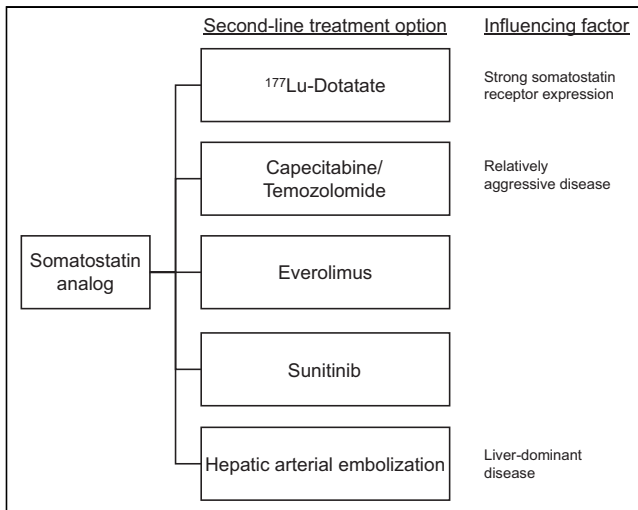 Second-line treatment option
Influencing factor
¹⁷⁷Lu-Dotatate
Strong somatostatin
receptor expression
Capecitabine/
Temozolomide
Relatively
aggressive disease
Somatostatin
analog
Everolimus
Sunitinib
Hepatic arterial embolization
Liver-dominant
disease